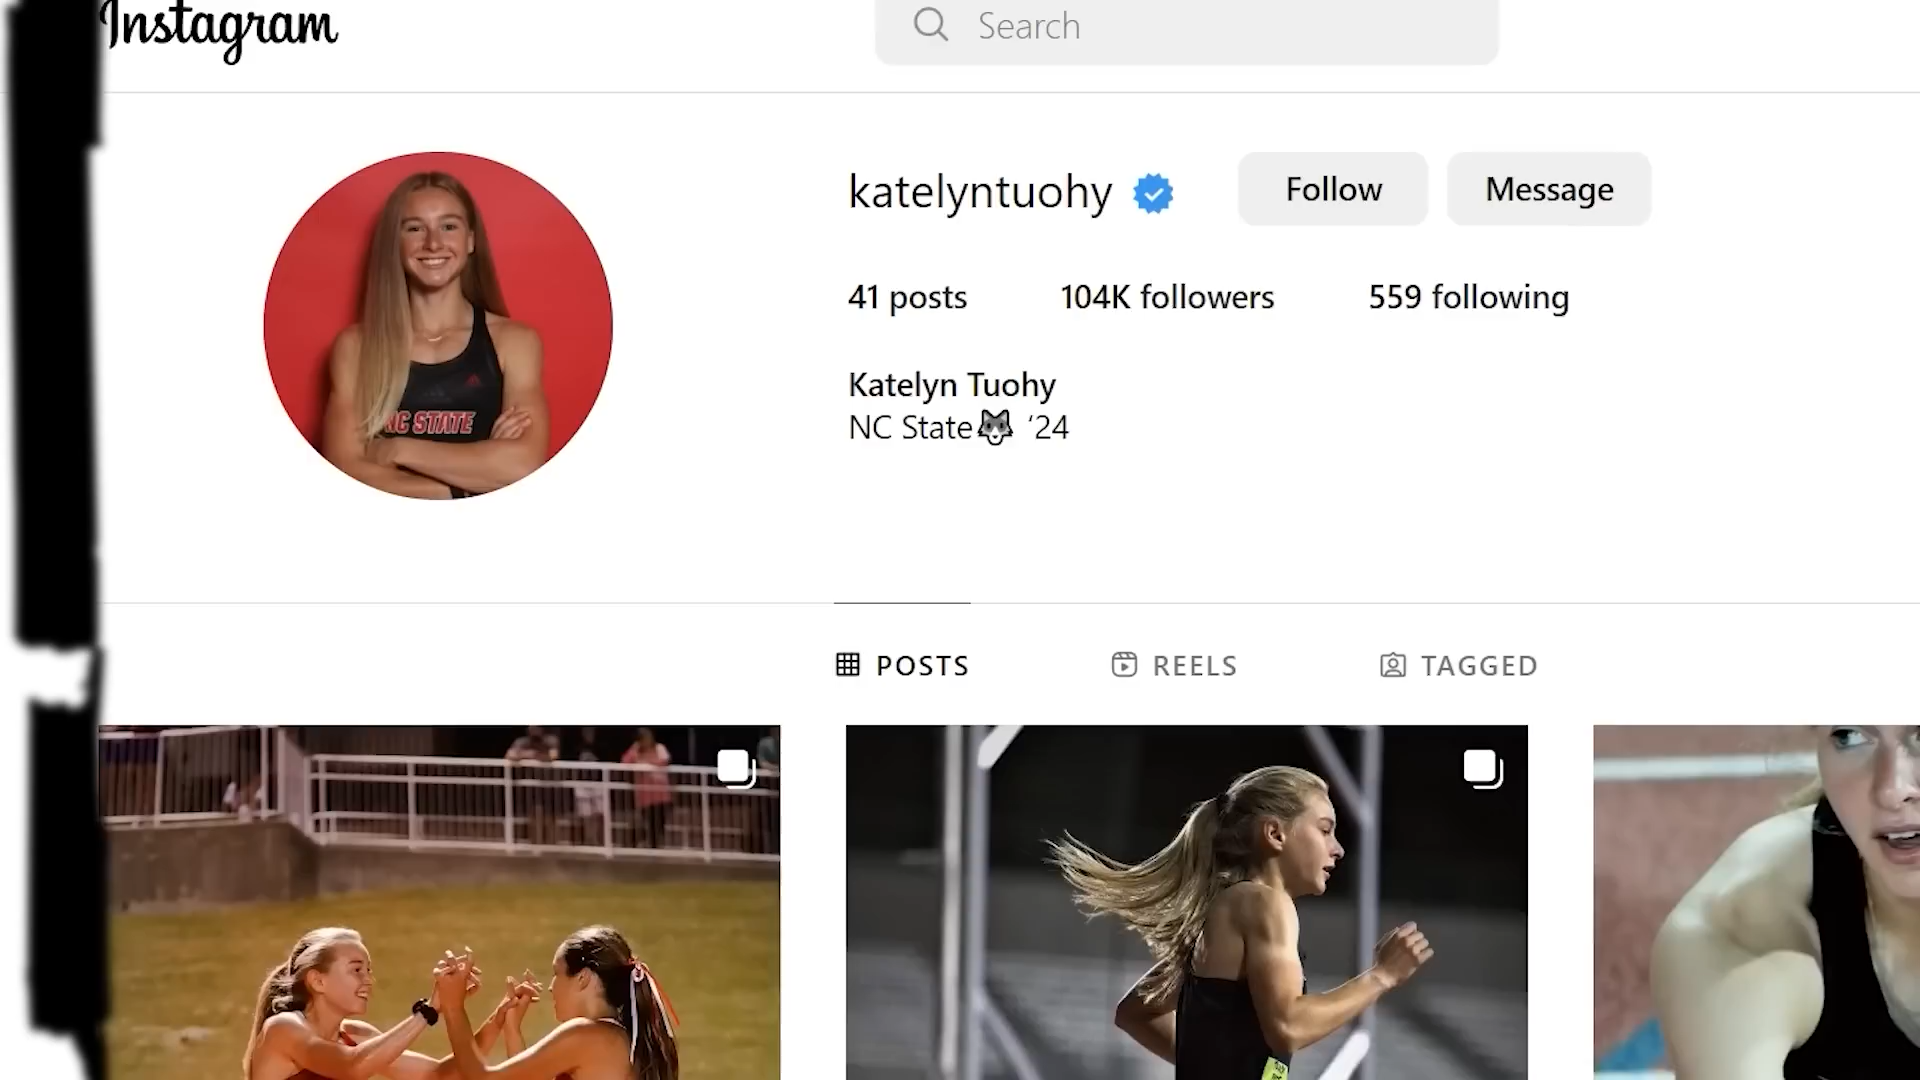 Instagram
Search
katelyntuohy
Follow
Message
41 posts
104K followers
559 following
Katelyn Tuohy
NC State🐺 ‘24
POSTS
REELS
TAGGED
NC STATE